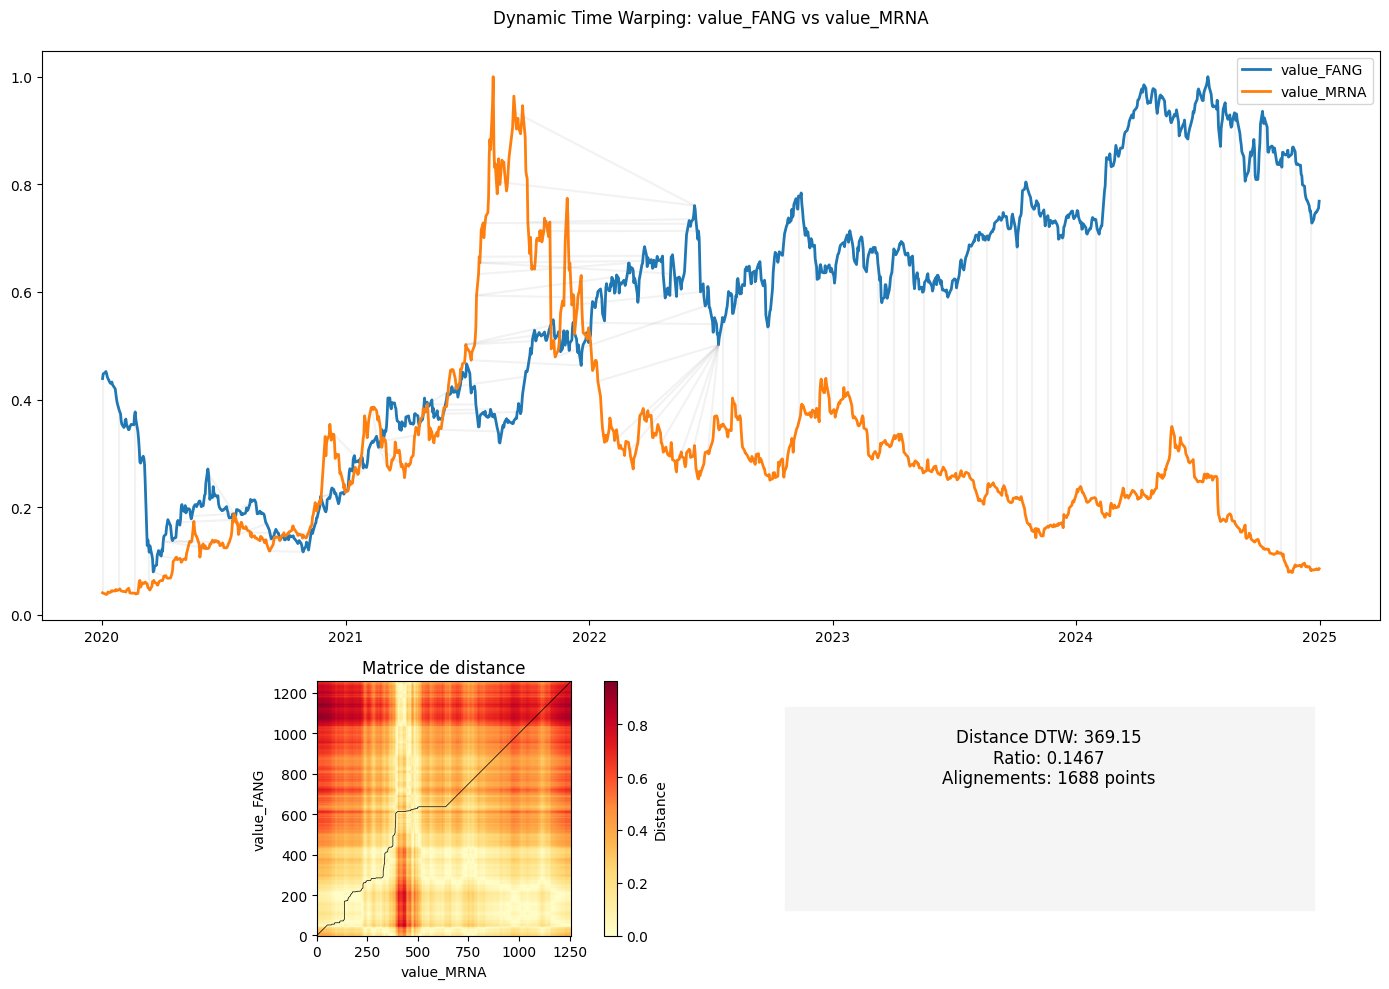 Dynamic Time Warping: value_FANG vs value_MRNA
value_FANG
value_MRNA
1.0
0.8
0.6
0.4
0.2
0.0
2020 2021 2022 2023 2024 2025
Matrice de distance
1200
1000
800
600
400
200
0
value_FANG
0 250 500 750 1000 1250
value_MRNA
0.8
0.6
0.4
0.2
0.0
Distance
Distance DTW: 369.15
Ratio: 0.1467
Alignements: 1688 points